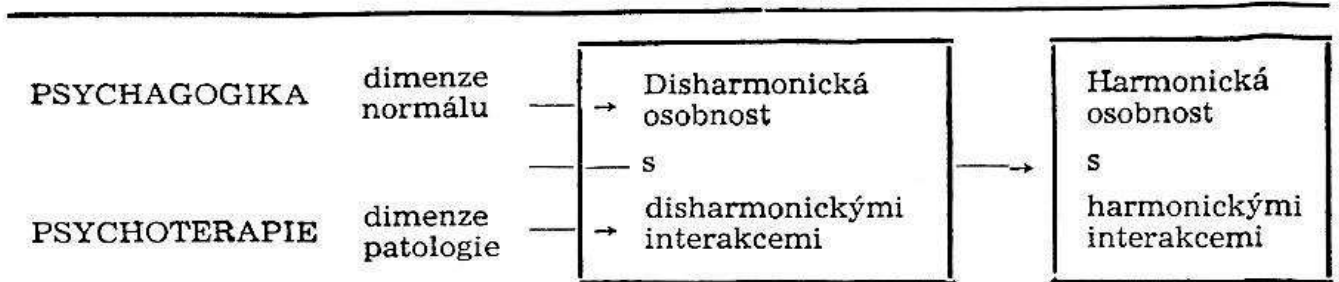 PSYCHAGOGIKA
dimenze
normálu
Disharmonická
osobnost
s
disharmonickými
interakcemi
Harmonická
osobnost
s
harmonickými
interakcemi
PSYCHOTERAPIE
dimenze
patologie